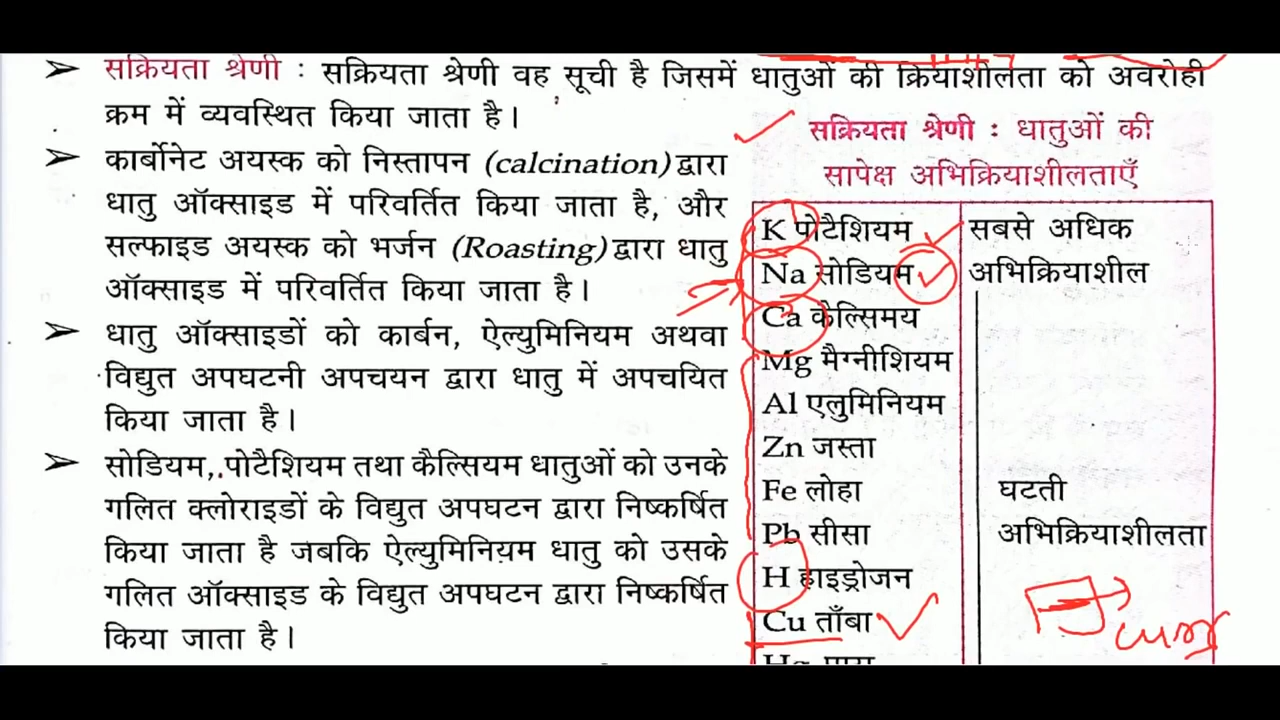 ➢ सक्रियता श्रेणी : सक्रियता श्रेणी वह सूची है जिसमें धातुओं की क्रियाशीलता को अवरोही
क्रम में व्यवस्थित किया जाता है।
➢ कार्बोनेट अयस्क को निस्तापन (calcination) द्वारा
धातु ऑक्साइड में परिवर्तित किया जाता है, और
सल्फाइड अयस्क को भर्जन (Roasting) द्वारा धातु
ऑक्साइड में परिवर्तित किया जाता है।
➢ धातु ऑक्साइडों को कार्बन, ऐल्युमिनियम अथवा
विद्युत अपघटनी अपचयन द्वारा धातु में अपचयित
किया जाता है।
➢ सोडियम, पोटैशियम तथा कैल्सियम धातुओं को उनके
गलित क्लोराइडों के विद्युत अपघटन द्वारा निष्कर्षित
किया जाता है जबकि ऐल्युमिनियम धातु को उसके
गलित ऑक्साइड के विद्युत अपघटन द्वारा निष्कर्षित
किया जाता है।
सक्रियता श्रेणी : धातुओं की
सापेक्ष अभिक्रियाशीलताएँ
K पोटैशियम सबसे अधिक
Na सोडियम अभिक्रियाशील
Ca कैल्सिमय
Mg मैग्नीशियम
Al एलुमिनियम
Zn जस्ता
Fe लोहा घटती
Pb सीसा अभिक्रियाशीलता
H हाइड्रोजन
Cu ताँबा